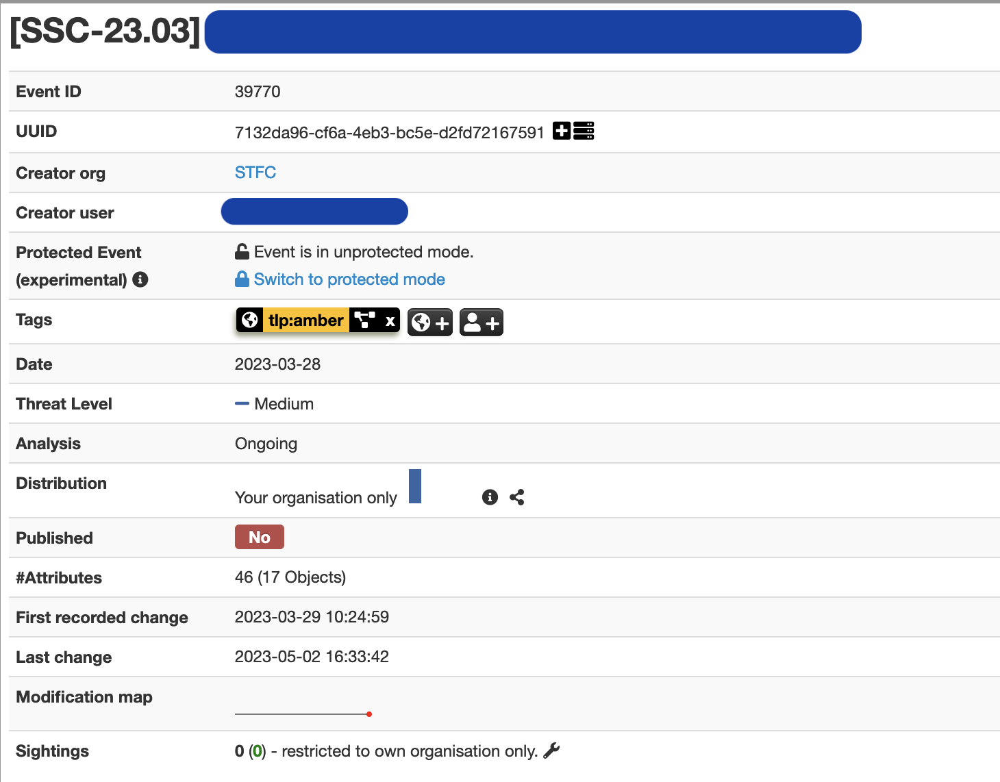 [SSC-23.03]
Event ID 39770
UUID 7132da96-cf6a-4eb3-bc5e-d2fd72167591
Creator org STFC
Creator user
Protected Event Event is in unprotected mode.
(experimental) Switch to protected mode
Tags tlp:amber x
Date 2023-03-28
Threat Level Medium
Analysis Ongoing
Distribution Your organisation only
Published No
#Attributes 46 (17 Objects)
First recorded change 2023-03-29 10:24:59
Last change 2023-05-02 16:33:42
Modification map
Sightings 0 (0) - restricted to own organisation only.